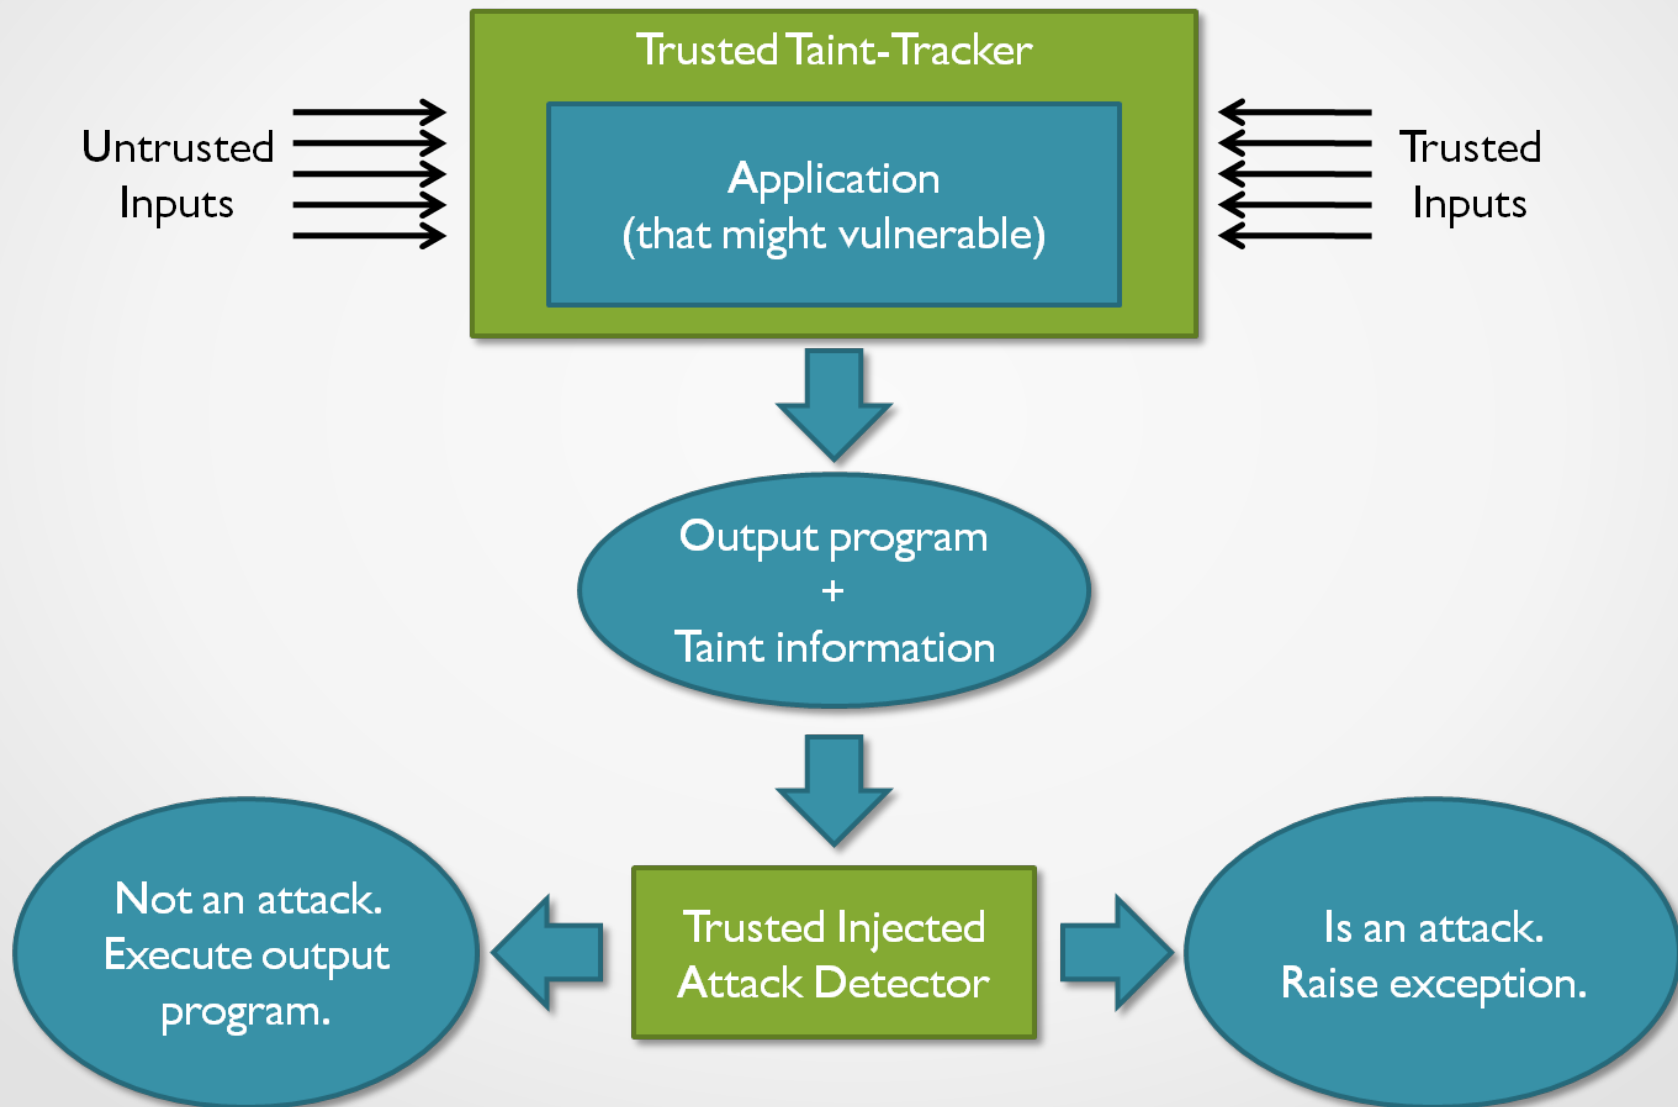 Trusted Taint-Tracker
Untrusted
Inputs
Application
(that might vulnerable)
Trusted
Inputs
Output program
+
Taint information
Not an attack.
Execute output
program.
Trusted Injected
Attack Detector
Is an attack.
Raise exception.